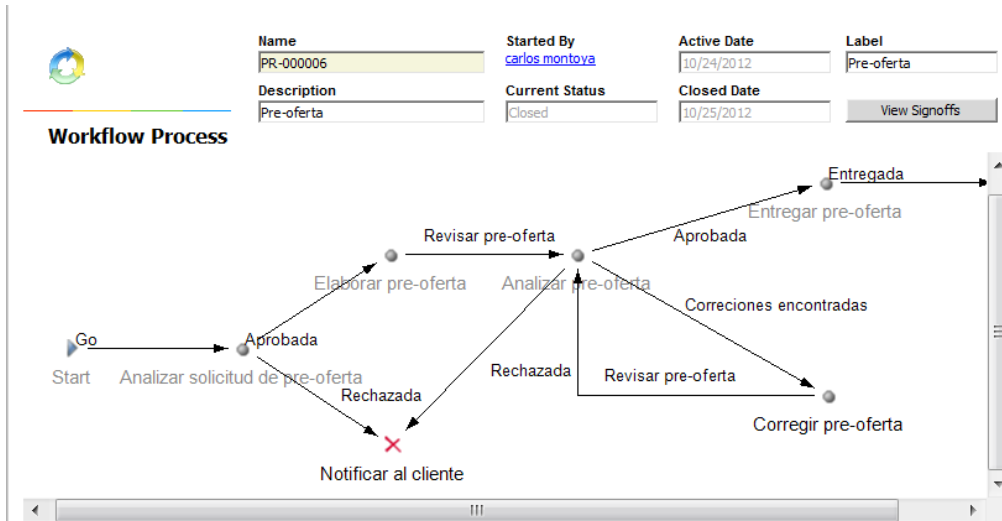 Name
Started By
Active Date
Label
PR-000006
carlos montoya
10/24/2012
Pre-oferta
Description
Current Status
Closed Date
Pre-oferta
Closed
10/25/2012
View Signoffs
Workflow Process
Entregada
Entregar pre-oferta
Revisar pre-oferta
Aprobada
Elaborar pre-oferta
Analizar pre-oferta
Correciones encontradas
Go
Aprobada
Start
Analizar solicitud de pre-oferta
Rechazada
Revisar pre-oferta
Rechazada
Corregir pre-oferta
Notificar al cliente